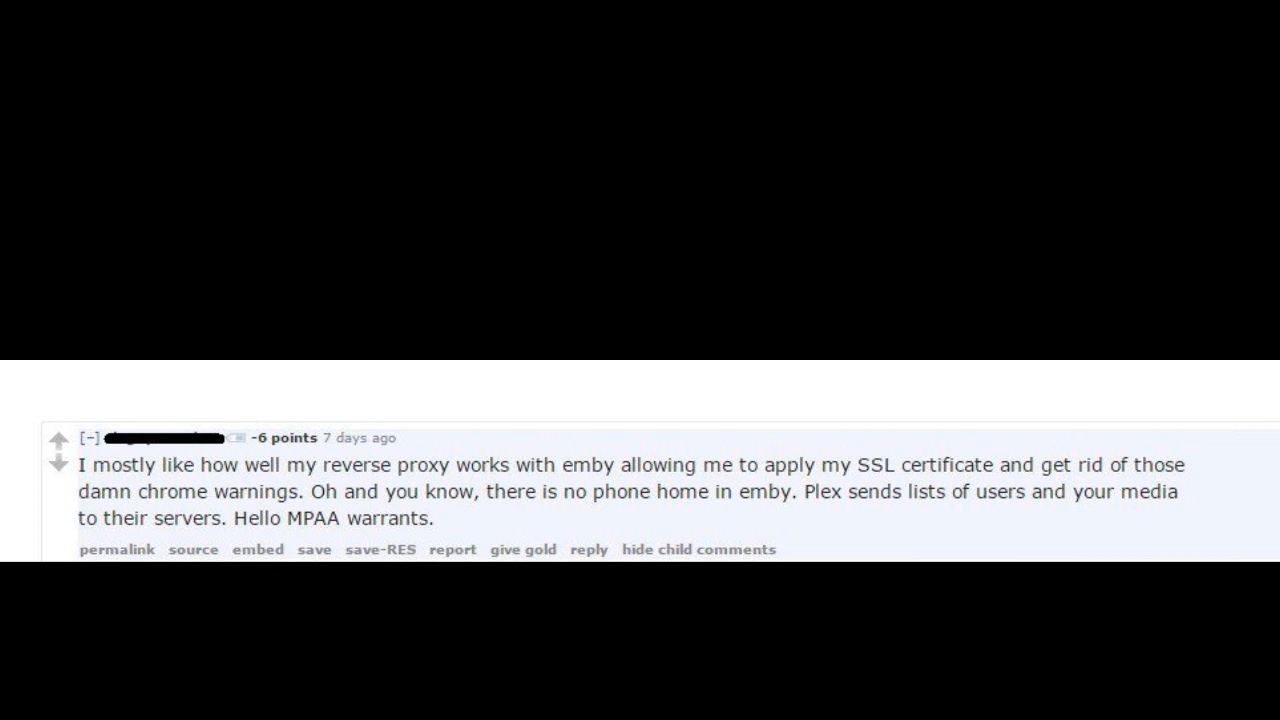 [-] -6 points 7 days ago
I mostly like how well my reverse proxy works with emby allowing me to apply my SSL certificate and get rid of those
damn chrome warnings. Oh and you know, there is no phone home in emby. Plex sends lists of users and your media
to their servers. Hello MPAA warrants.
permalink source embed save save-RES report give gold reply hide child comments